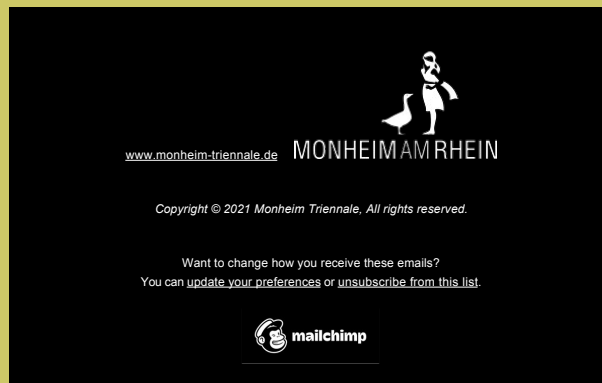 www.monheim-triennale.de MONHEIMAMRHEIN
Copyright © 2021 Monheim Triennale, All rights reserved.
Want to change how you receive these emails?
You can update your preferences or unsubscribe from this list.
mailchimp